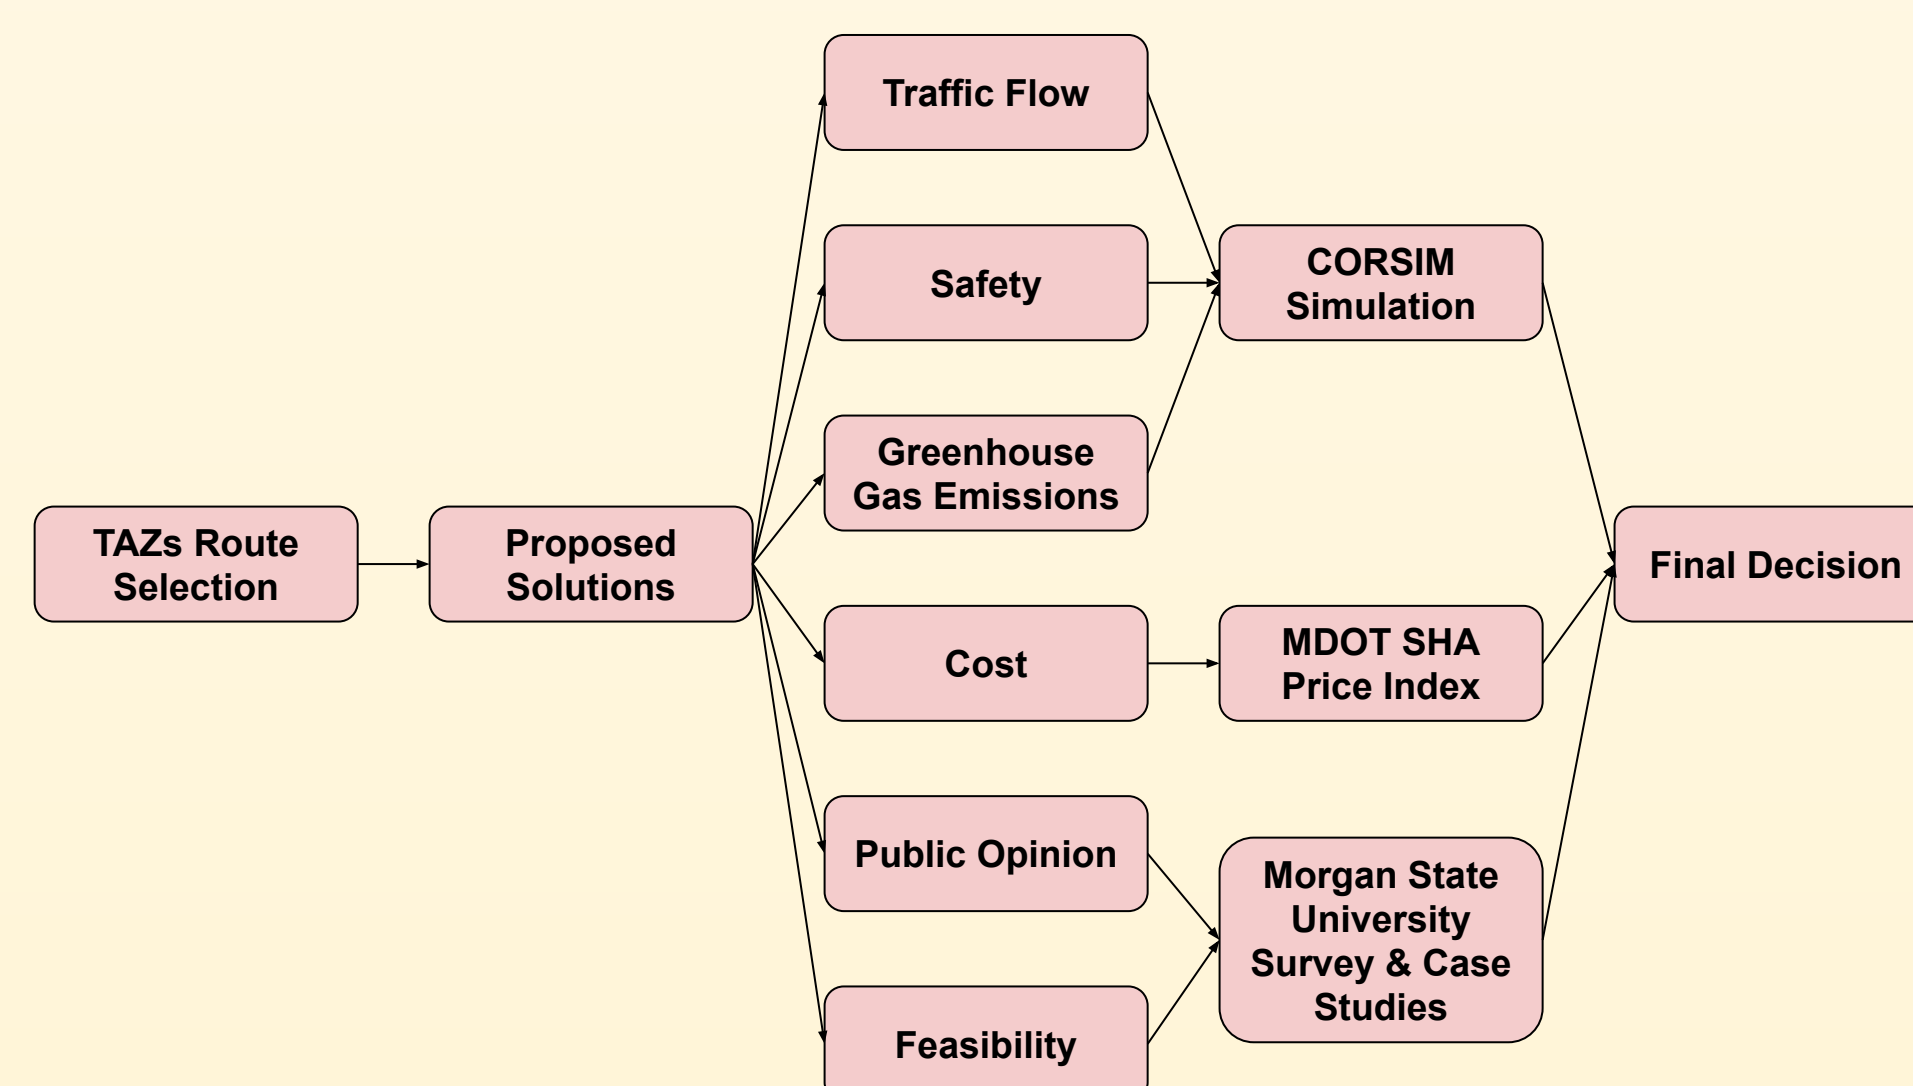 Traffic Flow
Safety
CORSIM
Simulation
Greenhouse
Gas Emissions
TAZs Route
Selection
Proposed
Solutions
Final Decision
Cost
MDOT SHA
Price Index
Public Opinion
Morgan State
University
Survey & Case
Studies
Feasibility